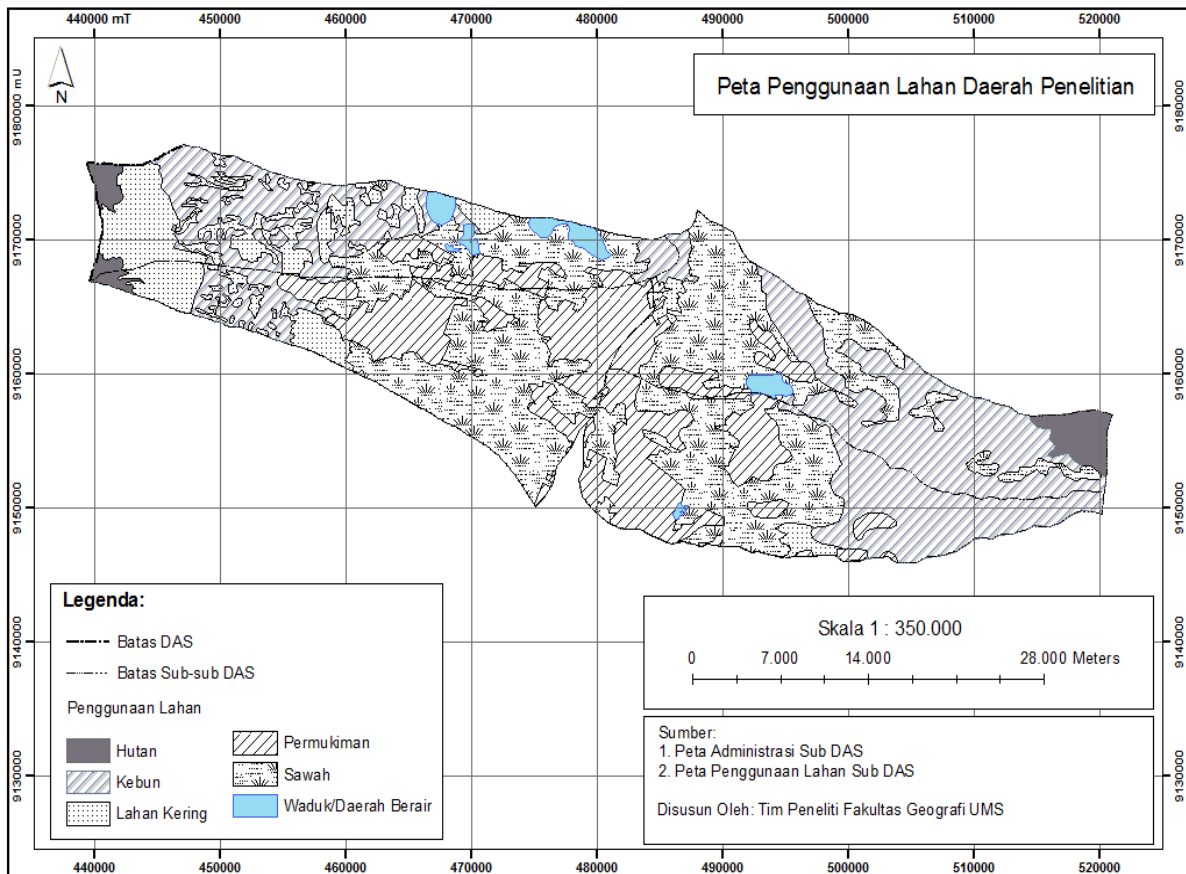 440000 mT 450000 460000 470000 480000 490000 500000 510000 520000
Peta Penggunaan Lahan Daerah Penelitian
N
9180000 mU
9170000
9160000
9150000
9140000
9130000
9180000
9170000
9160000
9150000
9140000
9130000
Legenda:
Batas DAS
Batas Sub-sub DAS
Penggunaan Lahan
Hutan
Kebun
Lahan Kering
Permukiman
Sawah
Waduk/Daerah Berair
Skala 1 : 350.000
0 7.000 14.000 28.000 Meters
Sumber:
1. Peta Administrasi Sub DAS
2. Peta Penggunaan Lahan Sub DAS
Disusun Oleh: Tim Peneliti Fakultas Geografi UMS
440000 450000 460000 470000 480000 490000 500000 510000 520000